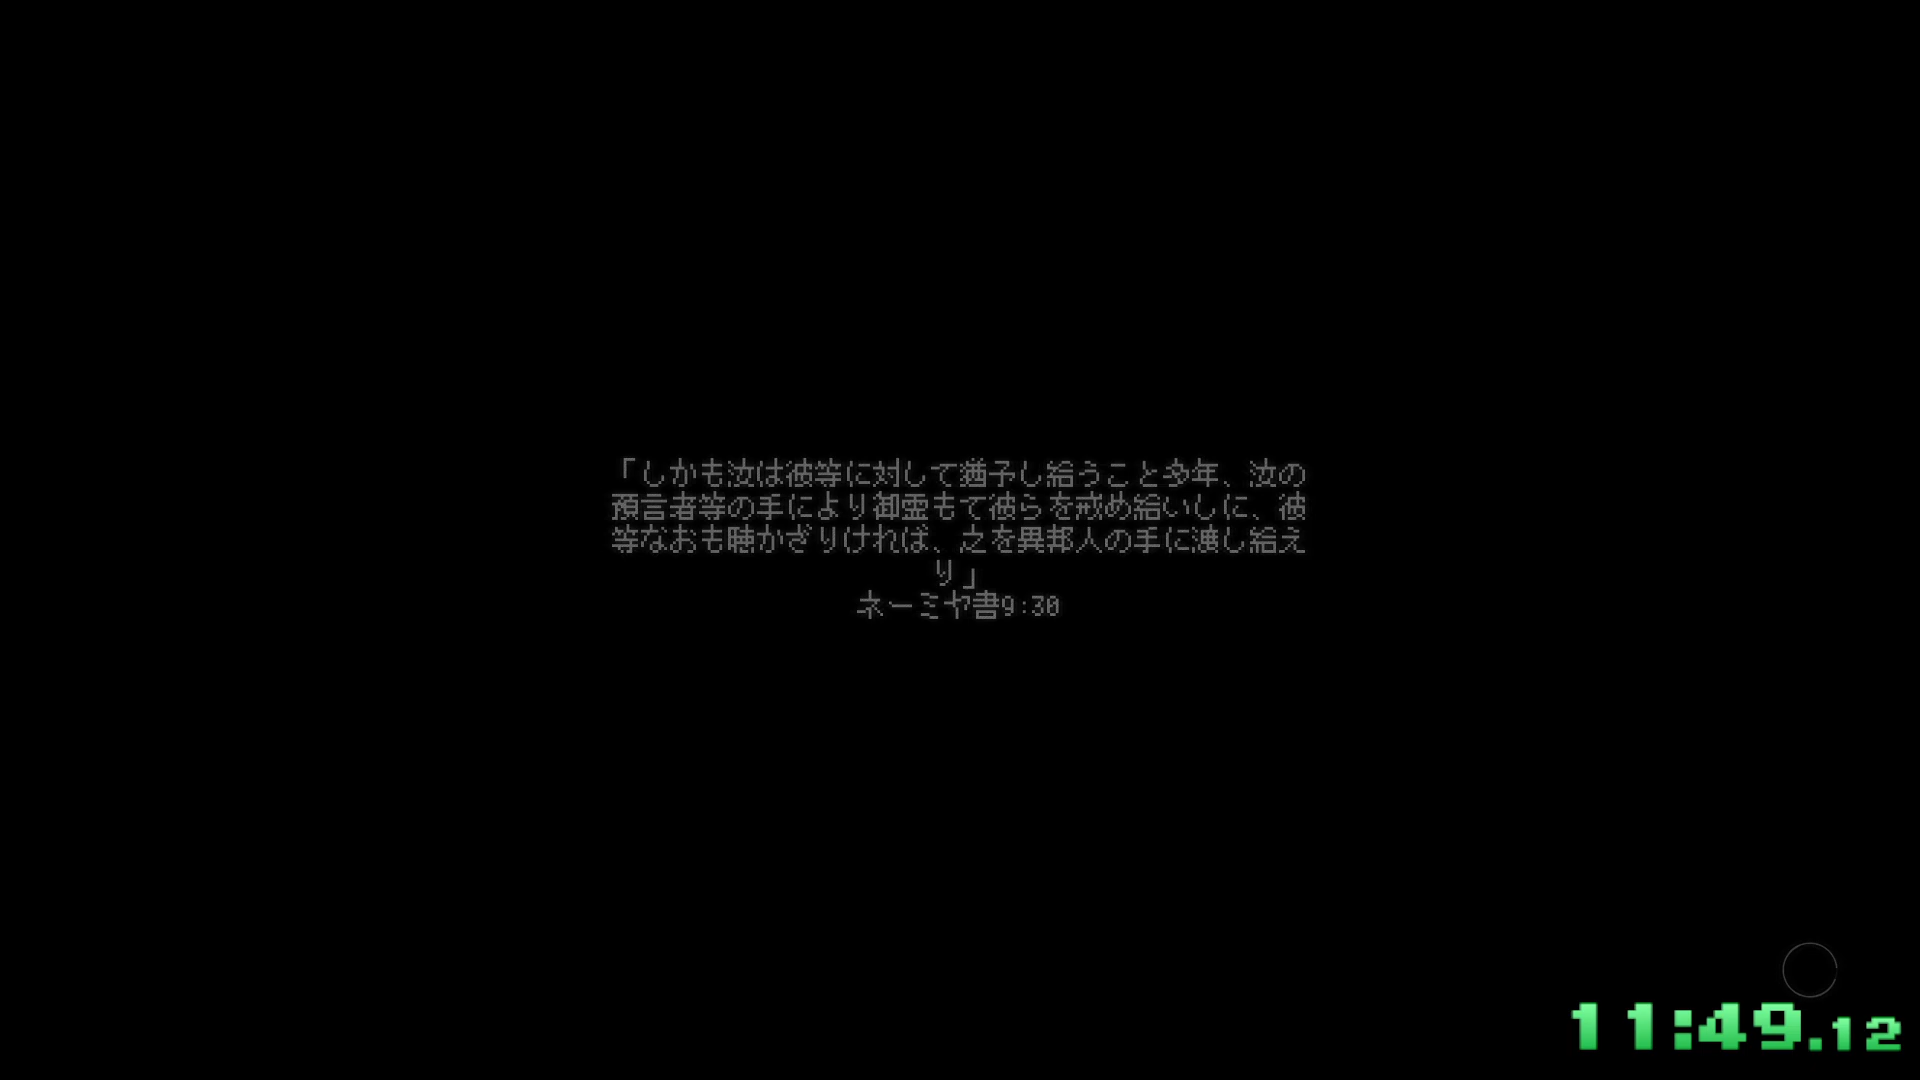 「しかも汝は彼等に対して猶予し給うこと多年、汝の
預言者等の手により御霊もて彼らを戒め給いしに、彼
等なおも聴かざりければ、之を異邦人の手に渡し給え
り」
ネーミヤ書9:30
11:49.12